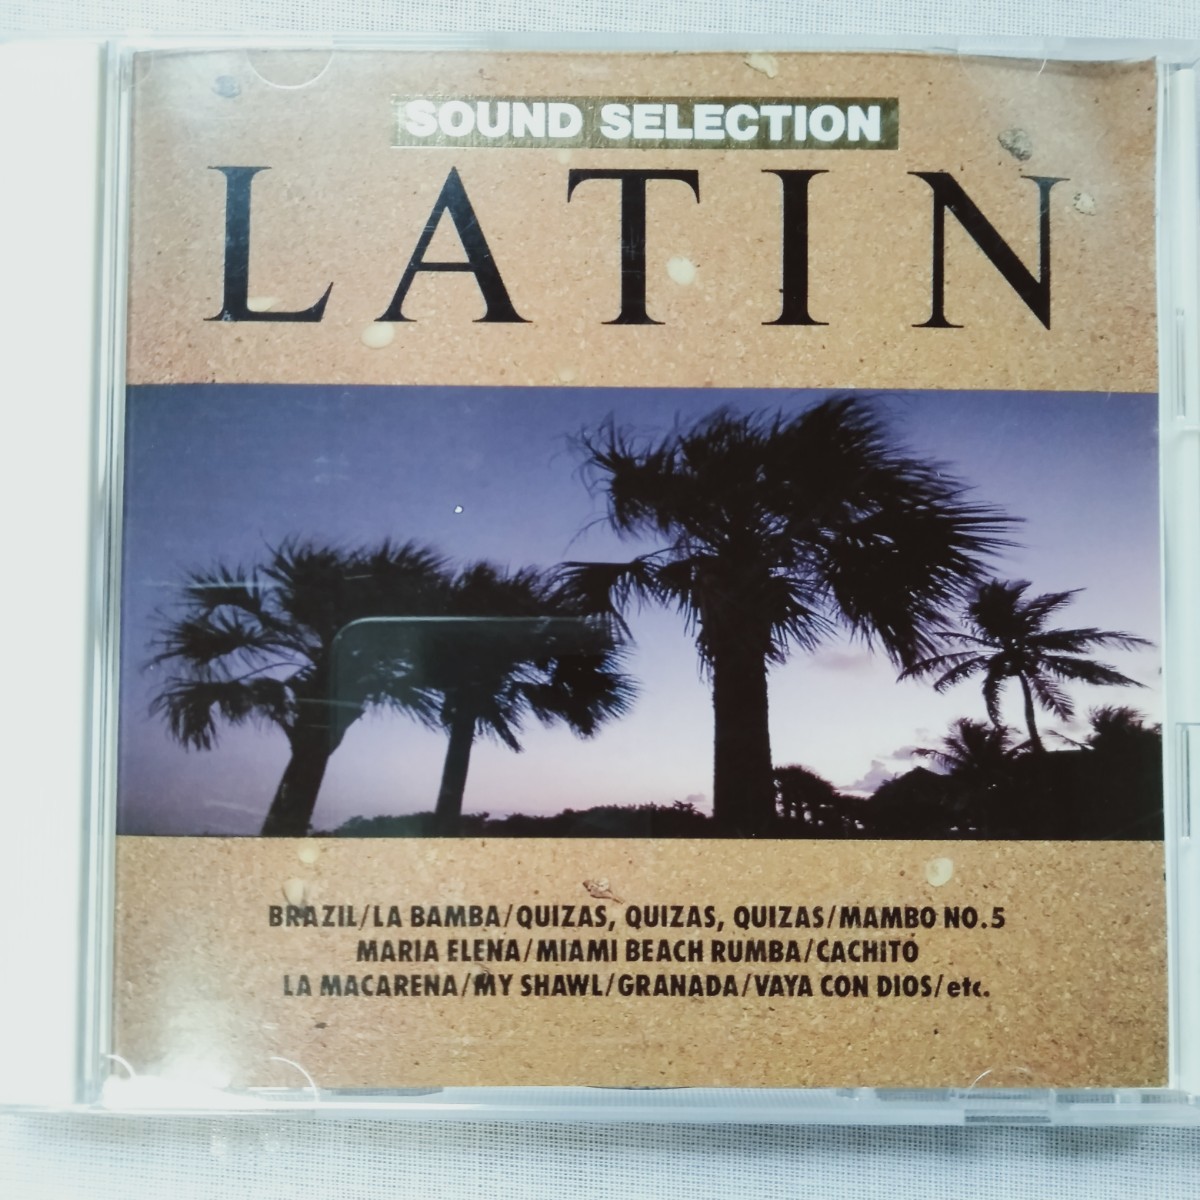 SOUND SELECTION
LATIN
BRAZIL/LA BAMBA/QUIZAS, QUIZAS, QUIZAS/MAMBO NO.5
MARIA ELENA/MIAMI BEACH RUMBA/CACHITO
LA MACARENA/MY SHAWL/GRANADA/VAYA CON DIOS/etc.